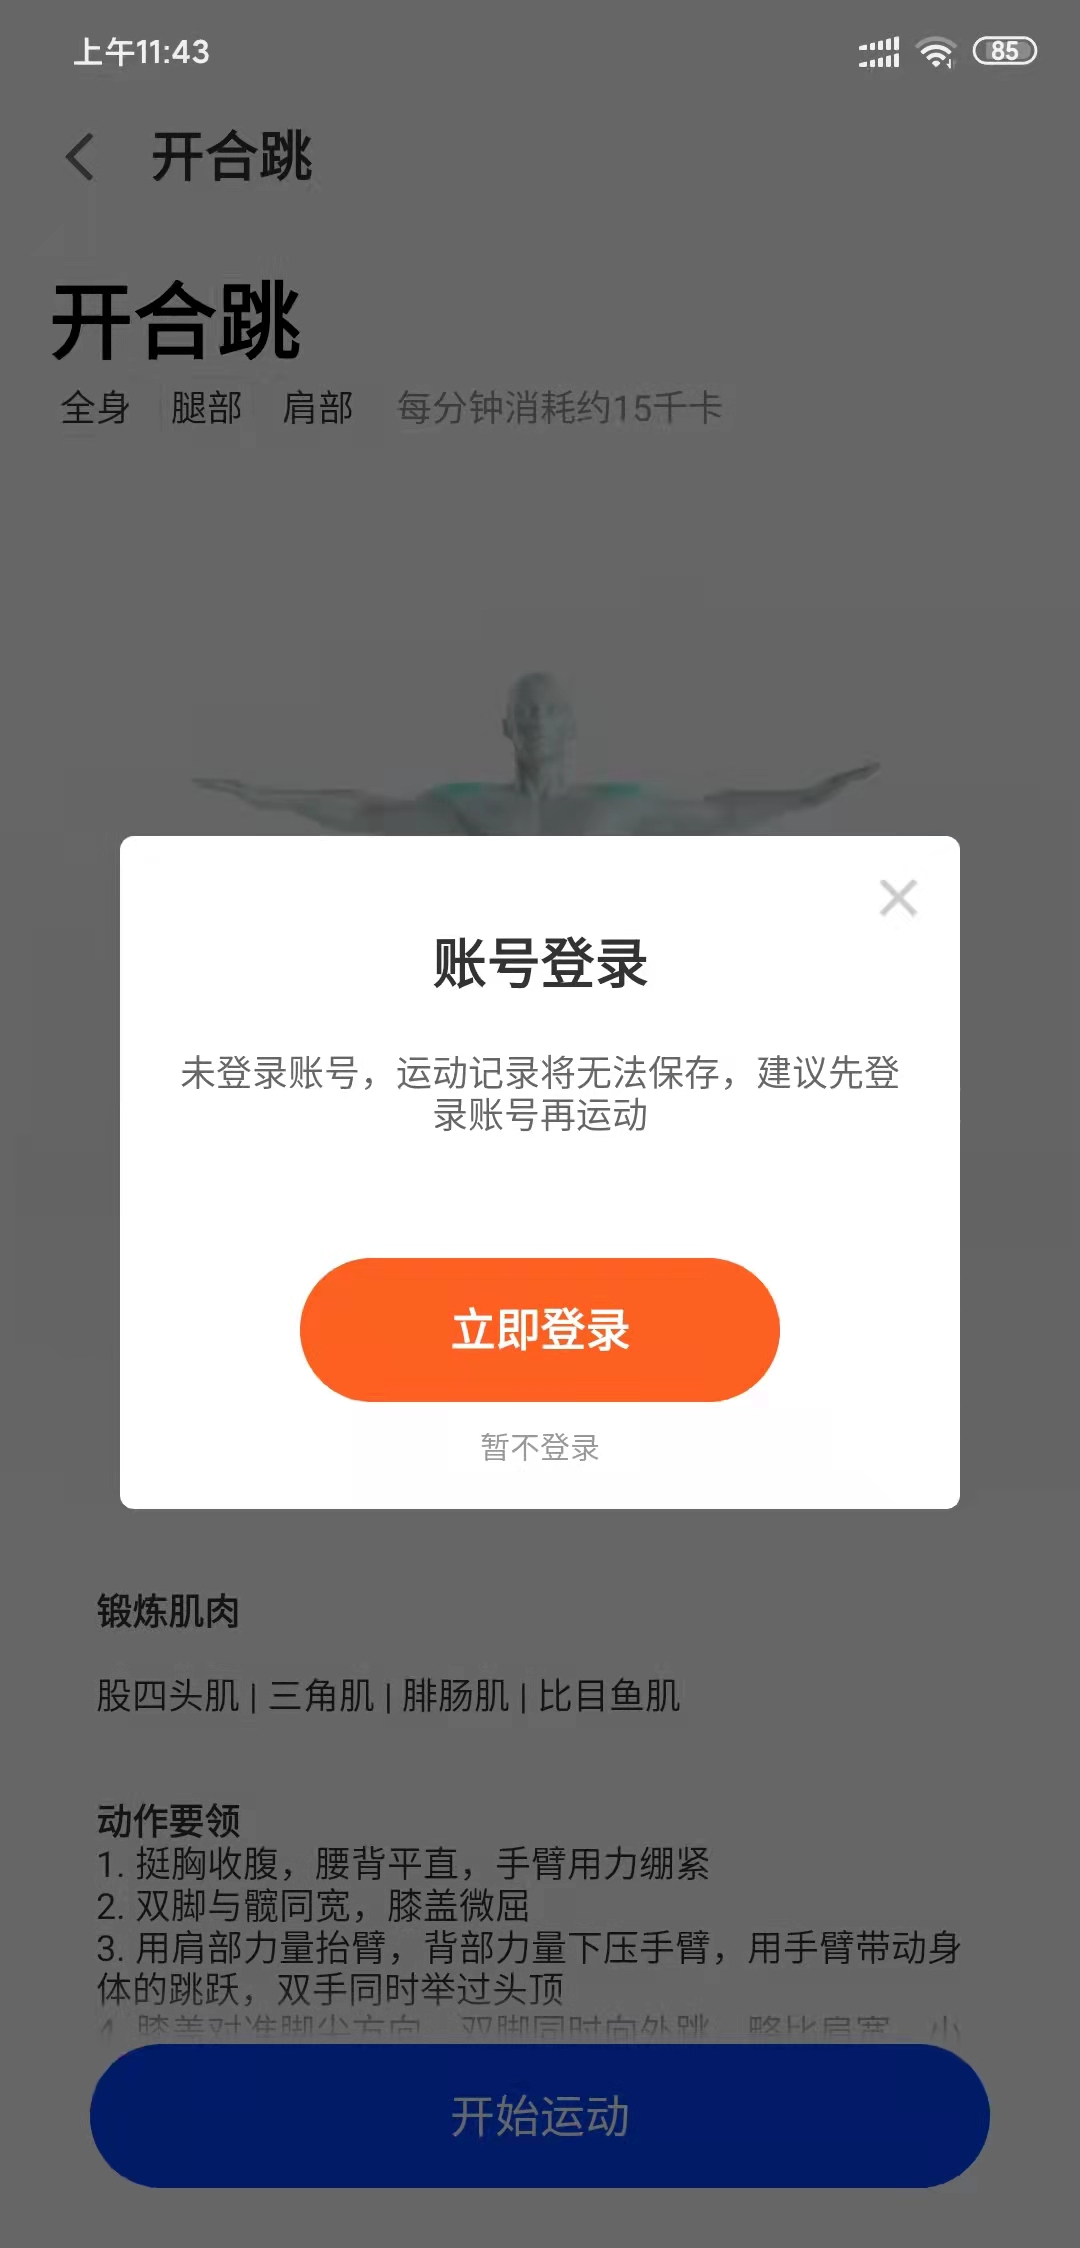 上午11:43
85
开合跳
开合跳
全身 腿部 肩部 每分钟消耗约15千卡
账号登录
未登录账号，运动记录将无法保存，建议先登
录账号再运动
立即登录
暂不登录
锻炼肌肉
股四头肌 | 三角肌 | 腓肠肌 | 比目鱼肌
动作要领
1. 挺胸收腹，腰背平直，手臂用力绷紧
2. 双脚与髋同宽，膝盖微屈
3. 用肩部力量抬臂，背部力量下压手臂，用手臂带动身
体的跳跃，双手同时举过头顶
4. 膝盖对准脚尖方向，双脚同时向外跳，略比肩宽，小
开始运动